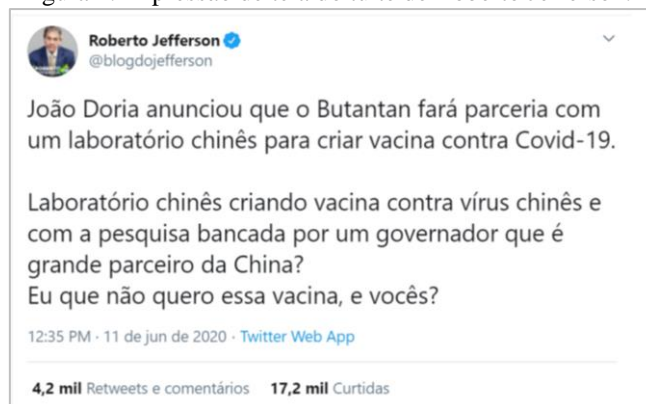 Roberto Jefferson
@blogdojefferson
João Doria anunciou que o Butantan fará parceria com
um laboratório chinês para criar vacina contra Covid-19.
Laboratório chinês criando vacina contra vírus chinês e
com a pesquisa bancada por um governador que é
grande parceiro da China?
Eu que não quero essa vacina, e vocês?
12:35 PM · 11 de jun de 2020 · Twitter Web App
4,2 mil Retweets e comentários 17,2 mil Curtidas